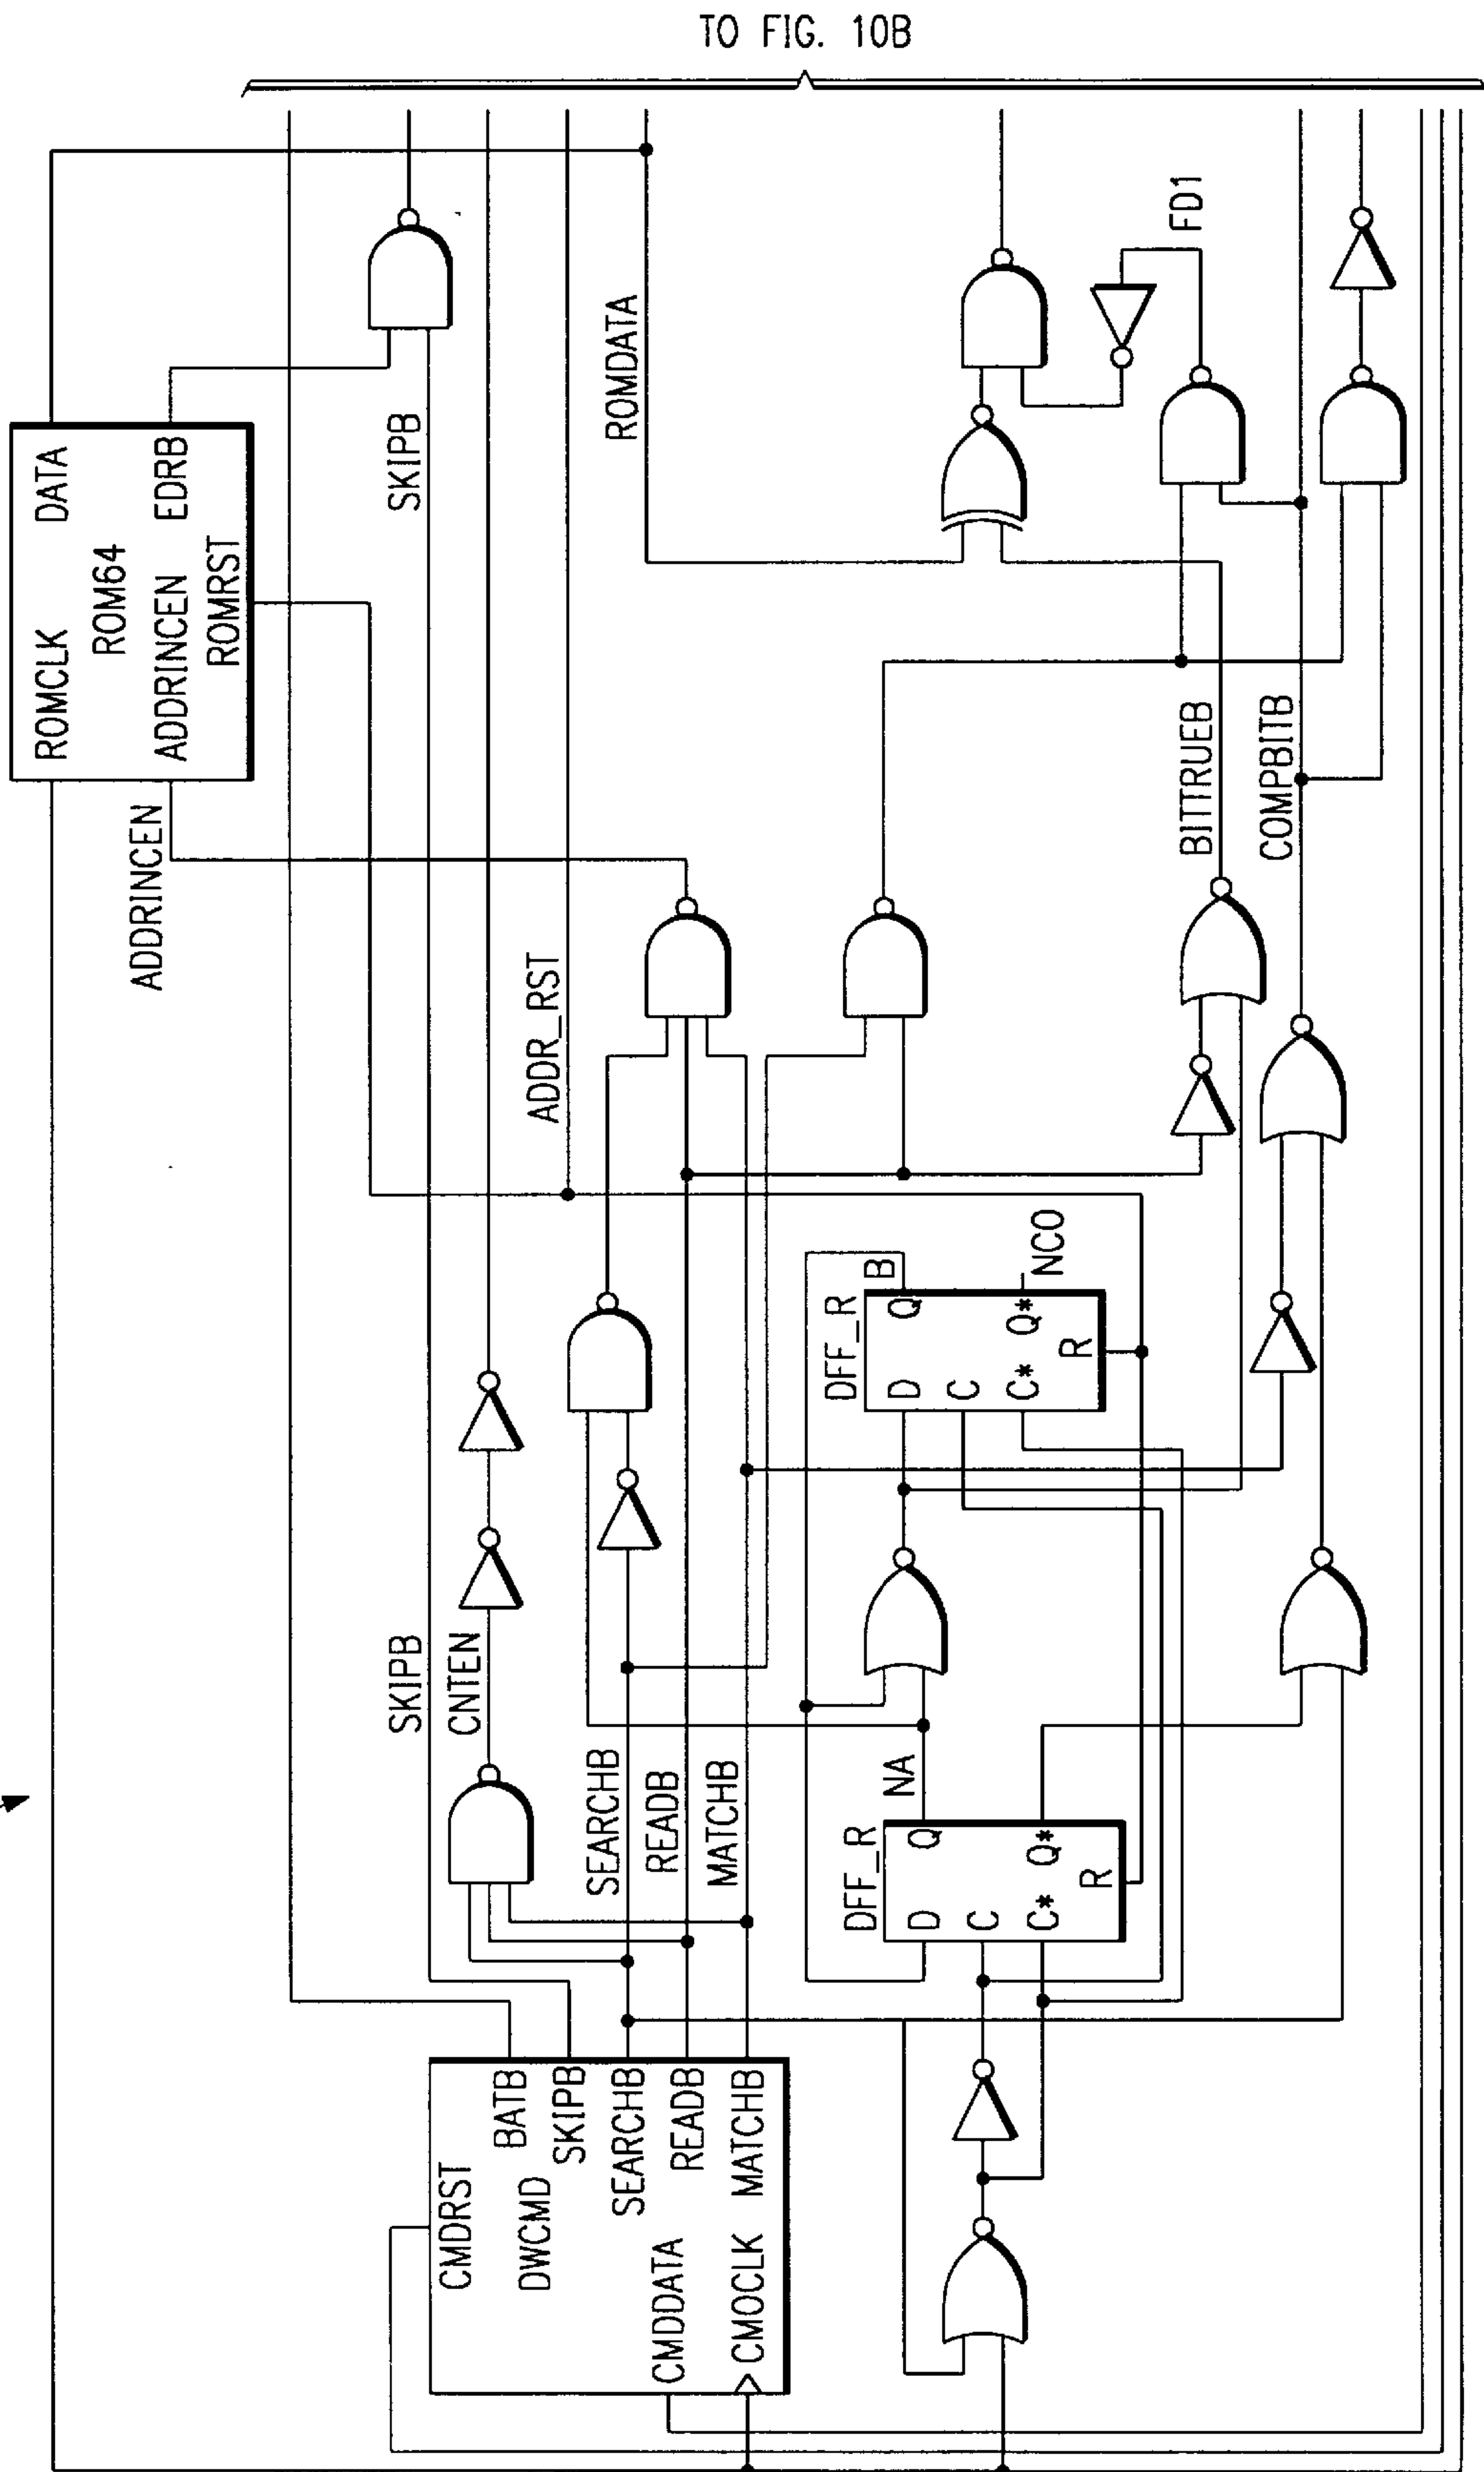 TO FIG. 10B
ROMCLK
DATA
ROM64
ADDRINCEN
EDRB
ROMRST
ADDRINCEN
SKIPB
ROMDATA
FD1
ADDR_RST
BITTRUEB
COMPBITB
SKIPB
CNTEN
SEARCHB
READB
MATCHB
DFF_R
D
Q
B
C
C*
Q*
NC0
R
NA
DFF_R
D
Q
C
C*
Q*
R
CMDRST
BATB
DWCMD
SKIPB
SEARCHB
CMDDATA
READB
CMOCLK
MATCHB